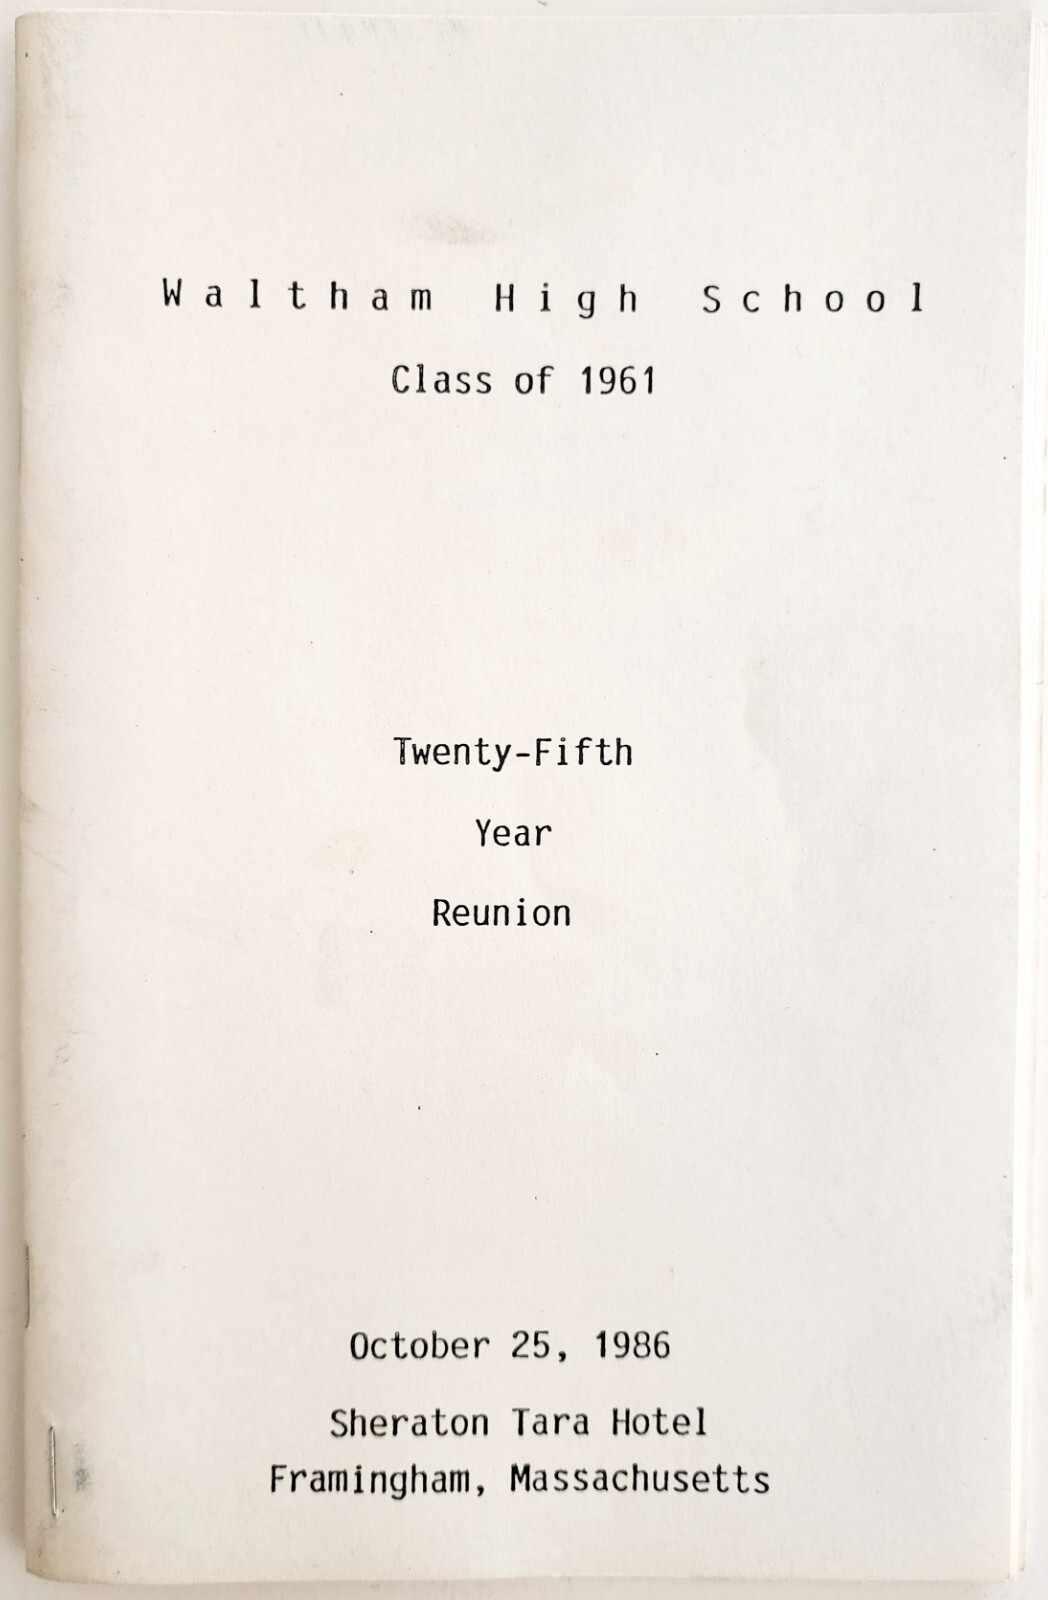 Waltham High School
Class of 1961
Twenty-Fifth
Year
Reunion
October 25, 1986
Sheraton Tara Hotel
Framingham, Massachusetts